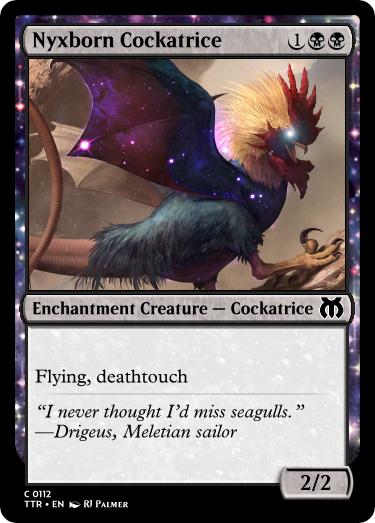 Nyxborn Cockatrice 1
Enchantment Creature — Cockatrice
Flying, deathtouch
“I never thought I’d miss seagulls.”
—Drigeus, Meletian sailor
2/2
C 0112
TTR • EN RJ PALMER